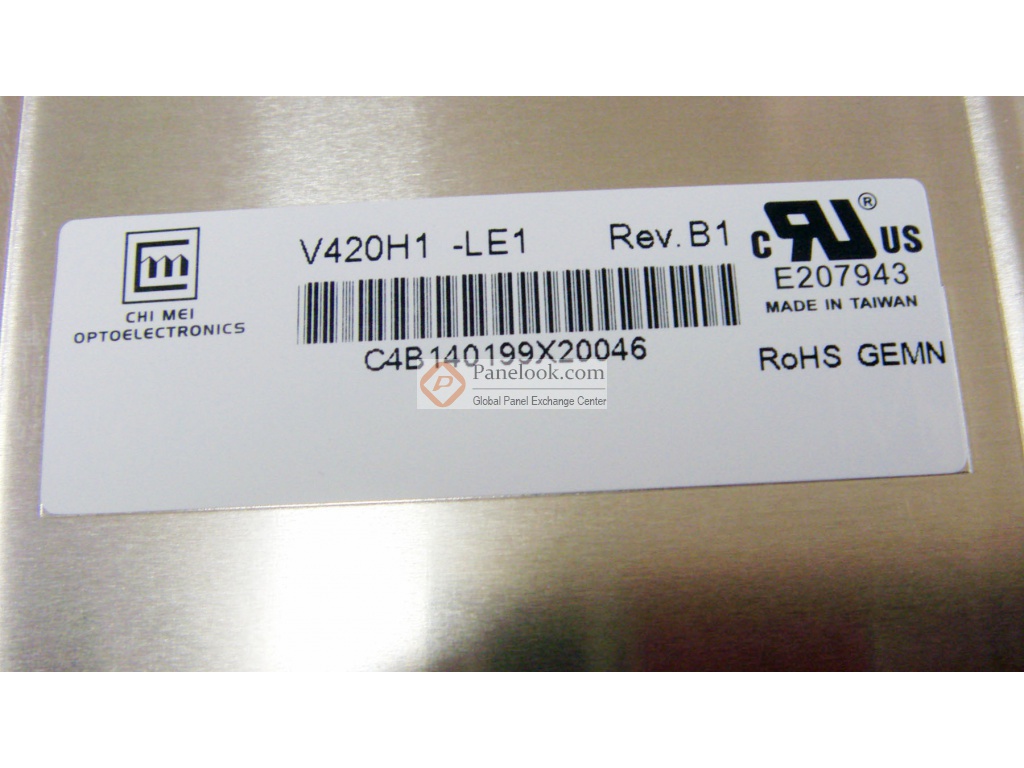 CHI MEI
OPTOELECTRONICS
V420H1 -LE1 Rev.B1
C4B140199X20046
C US ®
E207943
MADE IN TAIWAN
RoHS GEMN
Panelook.com
Global Panel Exchange Center